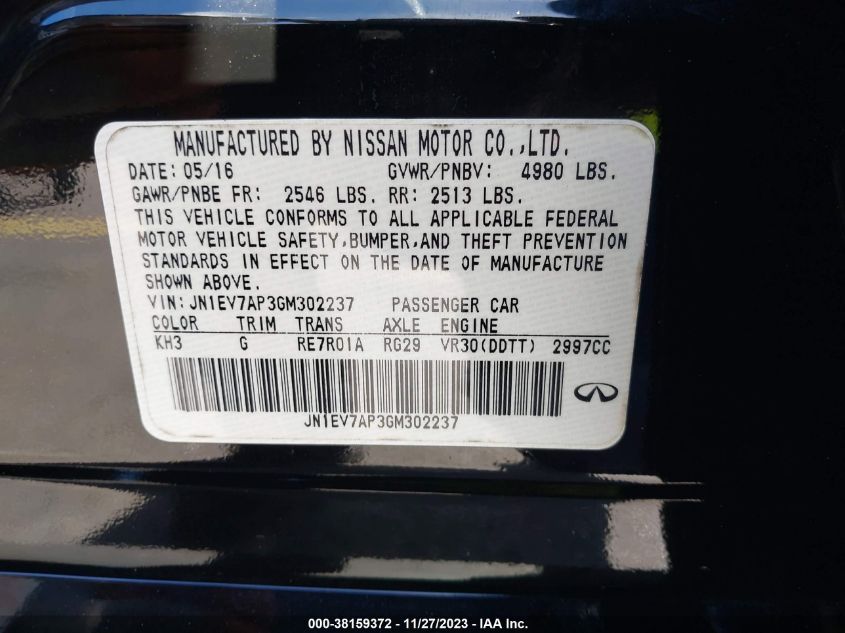 MANUFACTURED BY NISSAN MOTOR CO.,LTD.
DATE: 05/16 GVWR/PNBV: 4980 LBS.
GAWR/PNBE FR: 2546 LBS. RR: 2513 LBS.
THIS VEHICLE CONFORMS TO ALL APPLICABLE FEDERAL
MOTOR VEHICLE SAFETY,BUMPER,AND THEFT PREVENTION
STANDARDS IN EFFECT ON THE DATE OF MANUFACTURE
SHOWN ABOVE.
VIN:JN1EV7AP3GM302237 PASSENGER CAR
COLOR TRIM TRANS AXLE ENGINE
KH3 G RE7R01A RG29 VR30(DDTT) 2997CC
JN1EV7AP3GM302237
000-38159372 - 11/27/2023 - IAA Inc.